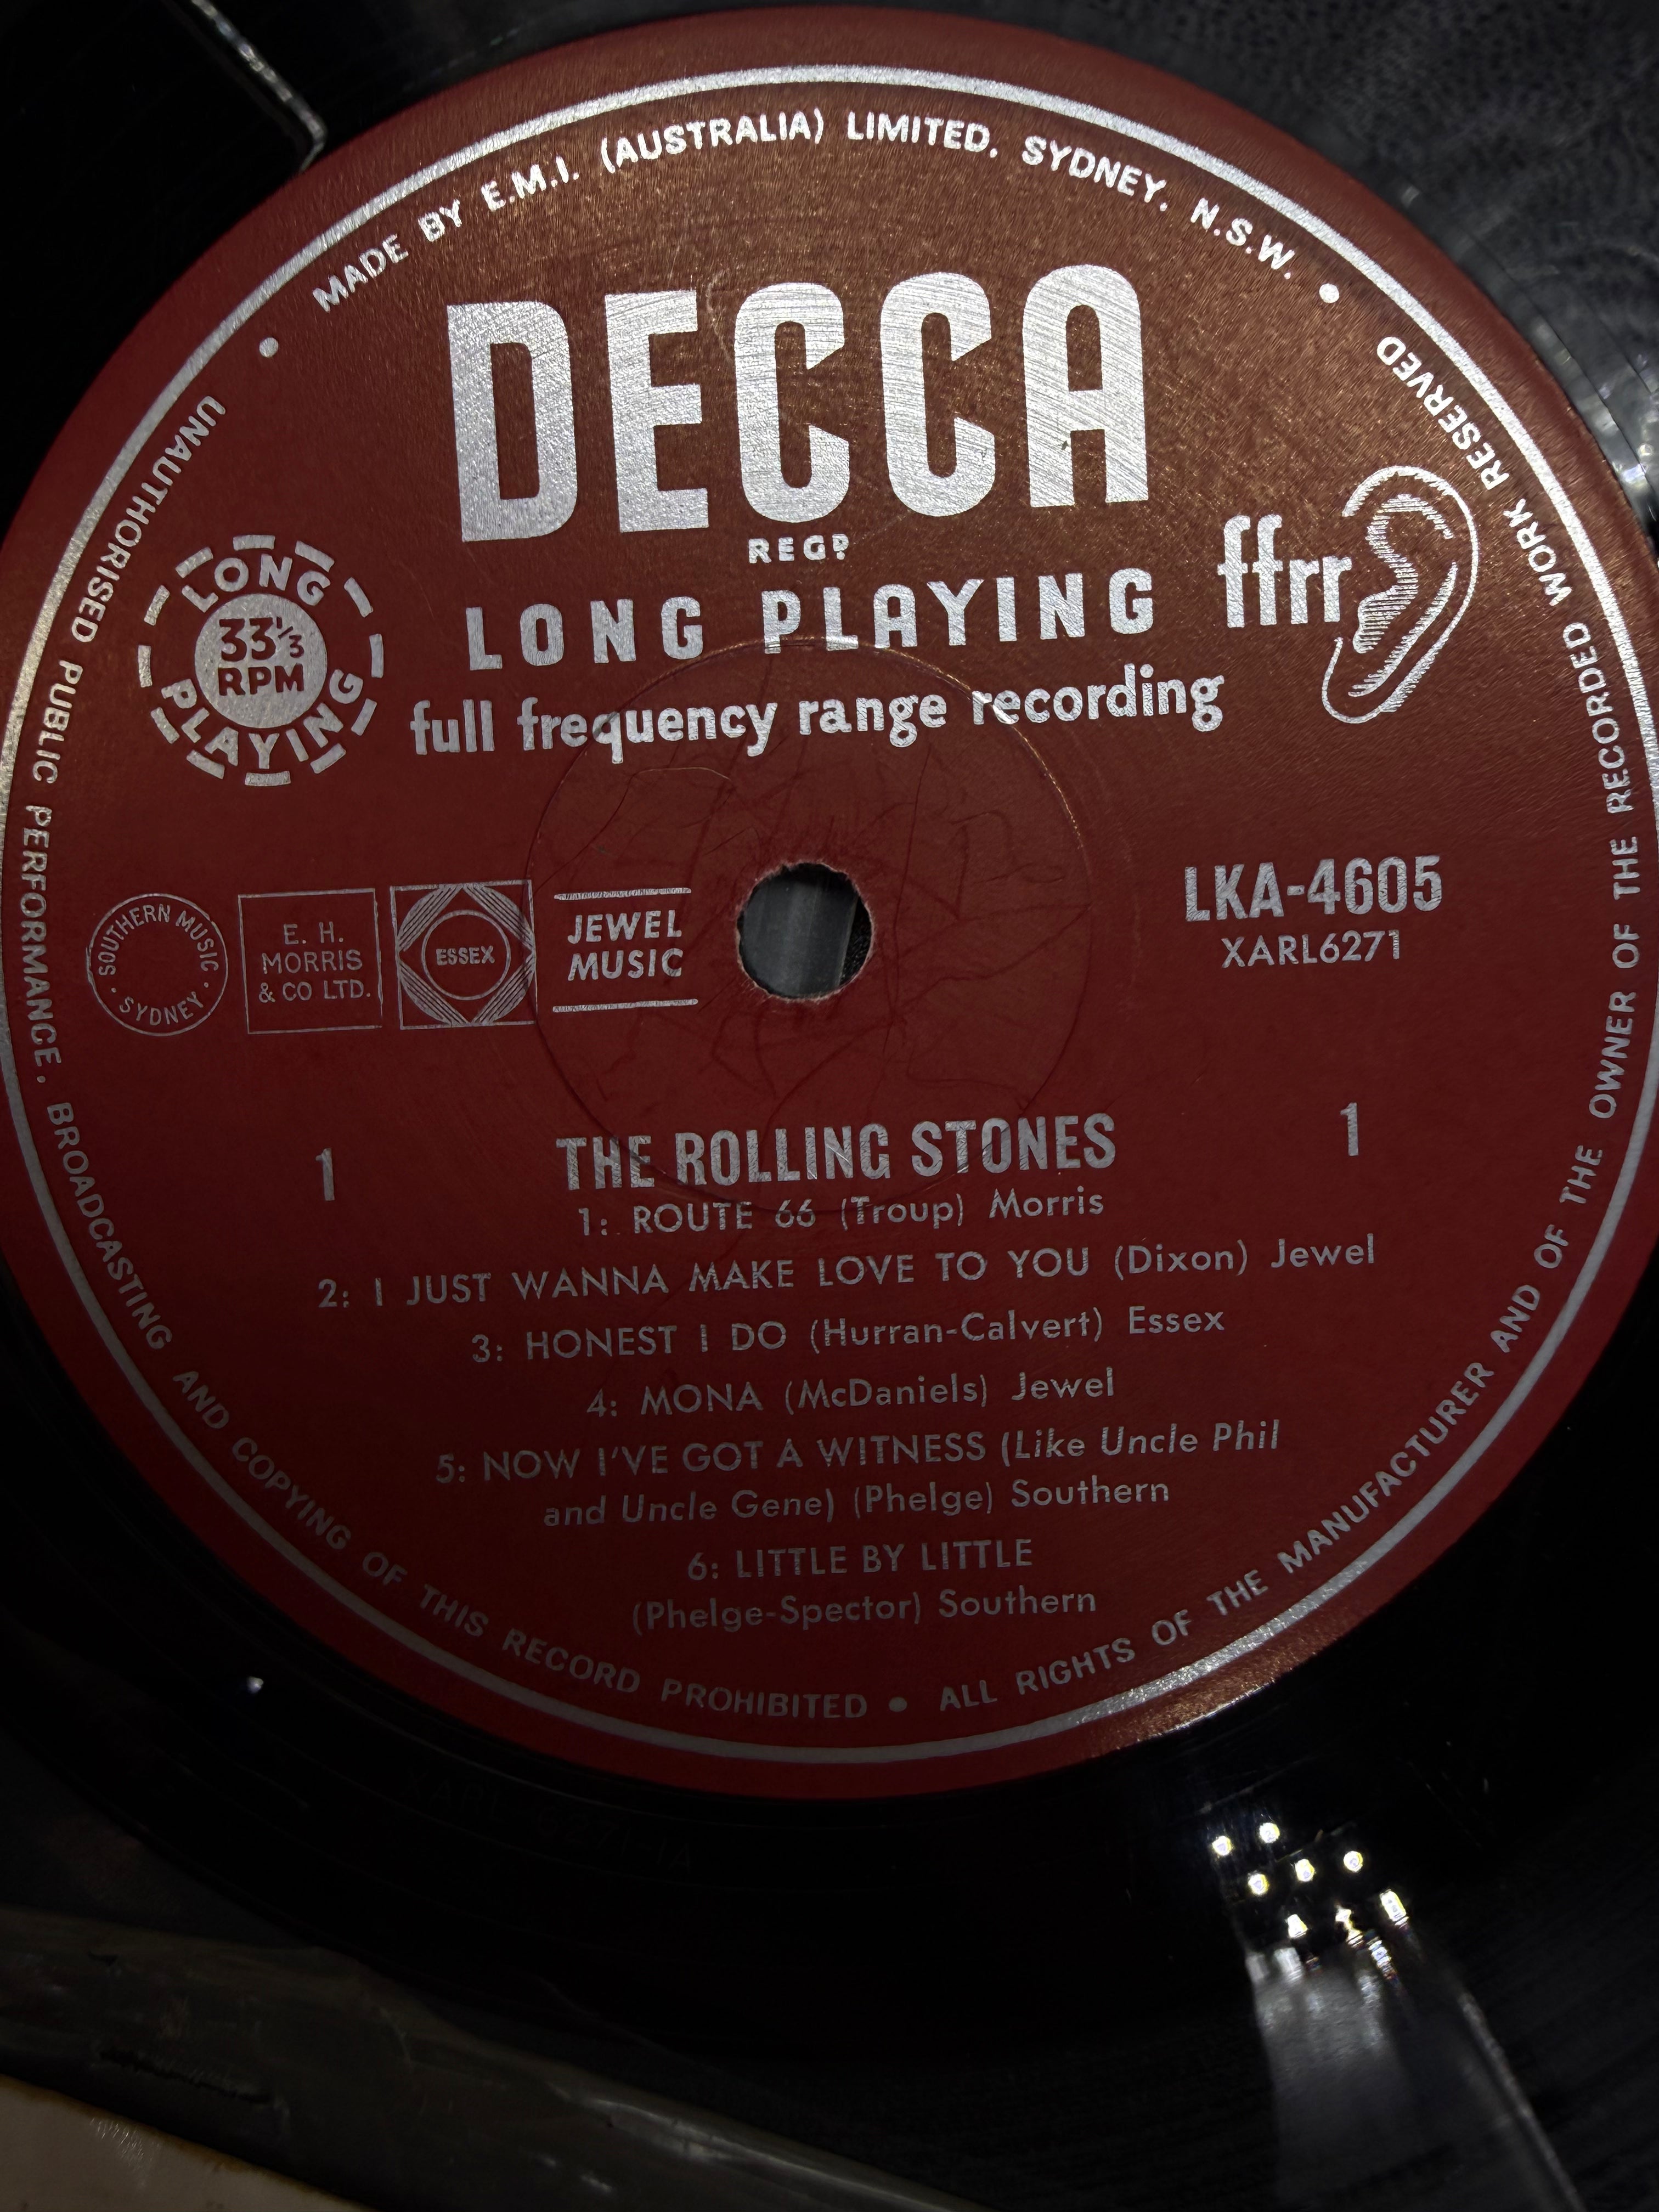 MADE BY E.M.I. (AUSTRALIA) LIMITED, SYDNEY, N.S.W.
DECCA
REGD
LONG PLAYING
ffrr
full frequency range recording
LONG
33⅓
RPM
PLAYING
SOUTHERN MUSIC
SYDNEY
E. H.
MORRIS
& CO LTD.
ESSEX
JEWEL
MUSIC
LKA-4605
XARL6271
1 THE ROLLING STONES 1
1: ROUTE 66 (Troup) Morris
2: I JUST WANNA MAKE LOVE TO YOU (Dixon) Jewel
3: HONEST I DO (Hurran-Calvert) Essex
4: MONA (McDaniels) Jewel
5: NOW I'VE GOT A WITNESS (Like Uncle Phil
and Uncle Gene) (Phelge) Southern
6: LITTLE BY LITTLE
(Phelge-Spector) Southern
UNAUTHORISED PUBLIC PERFORMANCE, BROADCASTING AND COPYING OF THIS RECORD PROHIBITED • ALL RIGHTS OF THE MANUFACTURER AND OF THE OWNER OF THE RECORDED WORK RESERVED